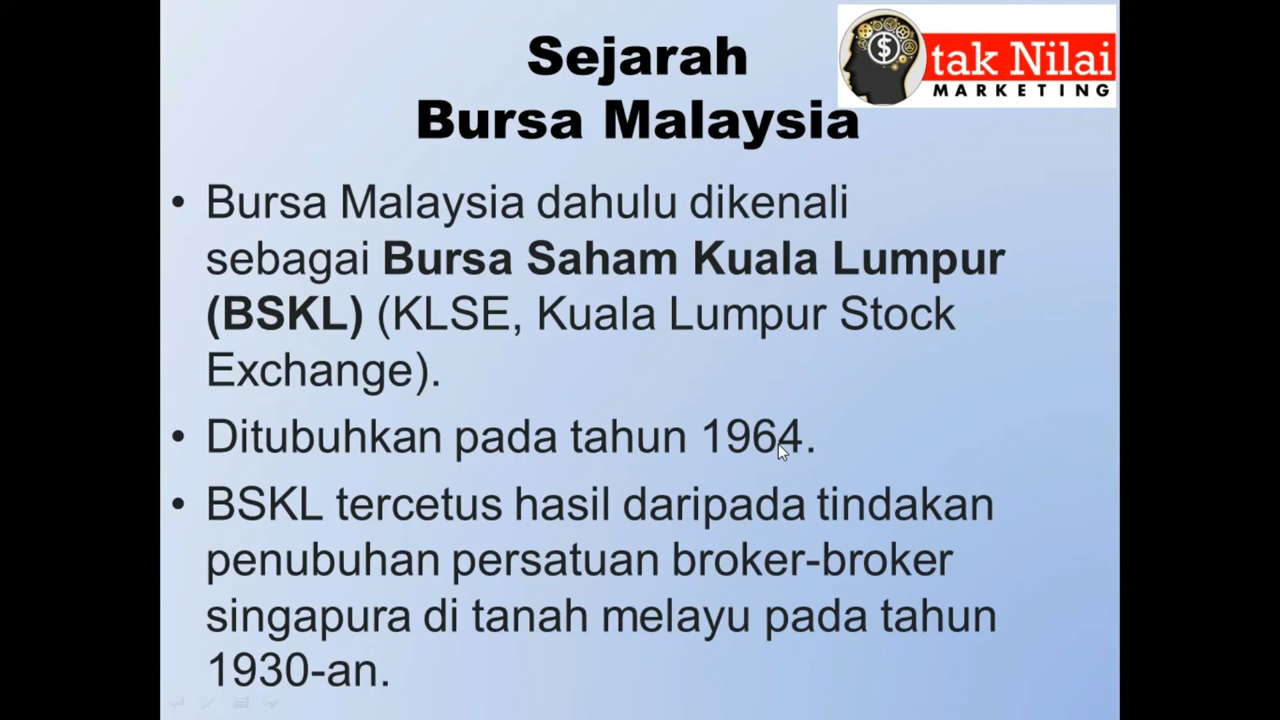 Sejarah
Bursa Malaysia
tak Nilai
MARKETING
• Bursa Malaysia dahulu dikenali
sebagai Bursa Saham Kuala Lumpur
(BSKL) (KLSE, Kuala Lumpur Stock
Exchange).
• Ditubuhkan pada tahun 1964.
• BSKL tercetus hasil daripada tindakan
penubuhan persatuan broker-broker
singapura di tanah melayu pada tahun
1930-an.